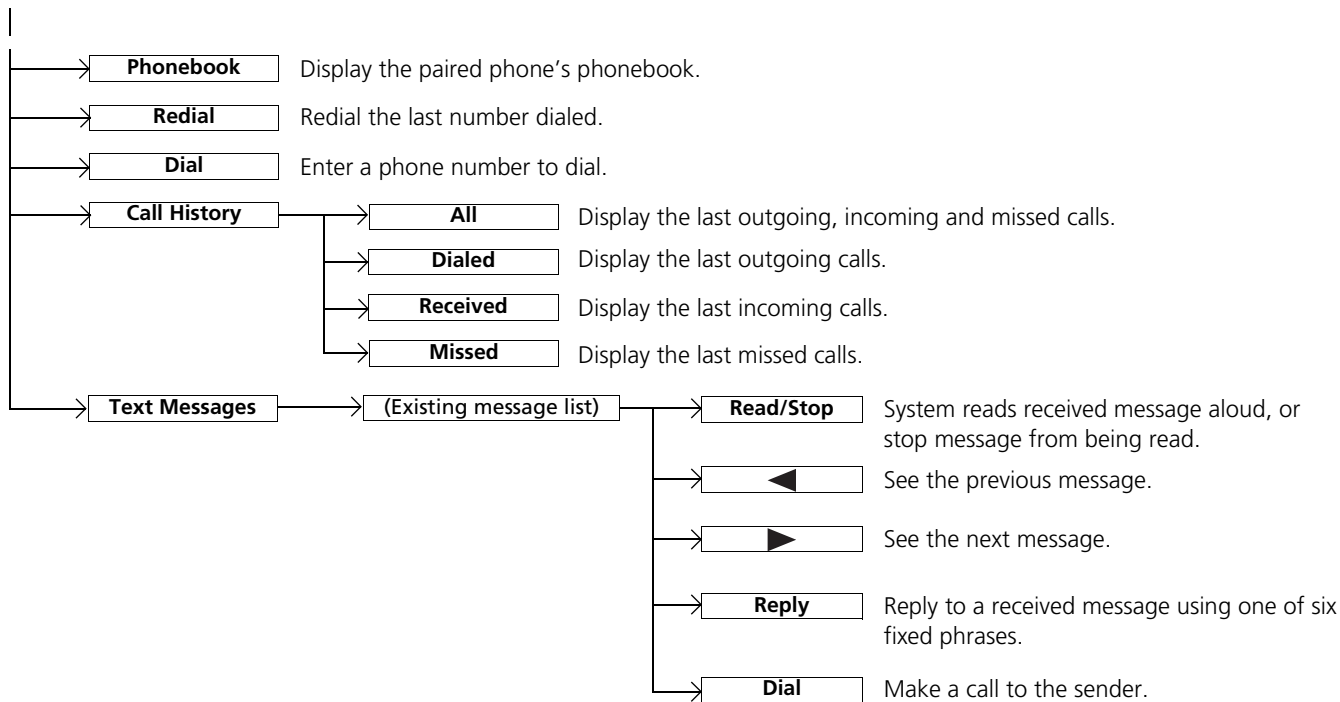 Phonebook Display the paired phone’s phonebook.
Redial Redial the last number dialed.
Dial Enter a phone number to dial.
Call History All Display the last outgoing, incoming and missed calls.
Dialed Display the last outgoing calls.
Received Display the last incoming calls.
Missed Display the last missed calls.
Text Messages (Existing message list) Read/Stop System reads received message aloud, or
stop message from being read.
See the previous message.
See the next message.
Reply Reply to a received message using one of six
fixed phrases.
Dial Make a call to the sender.